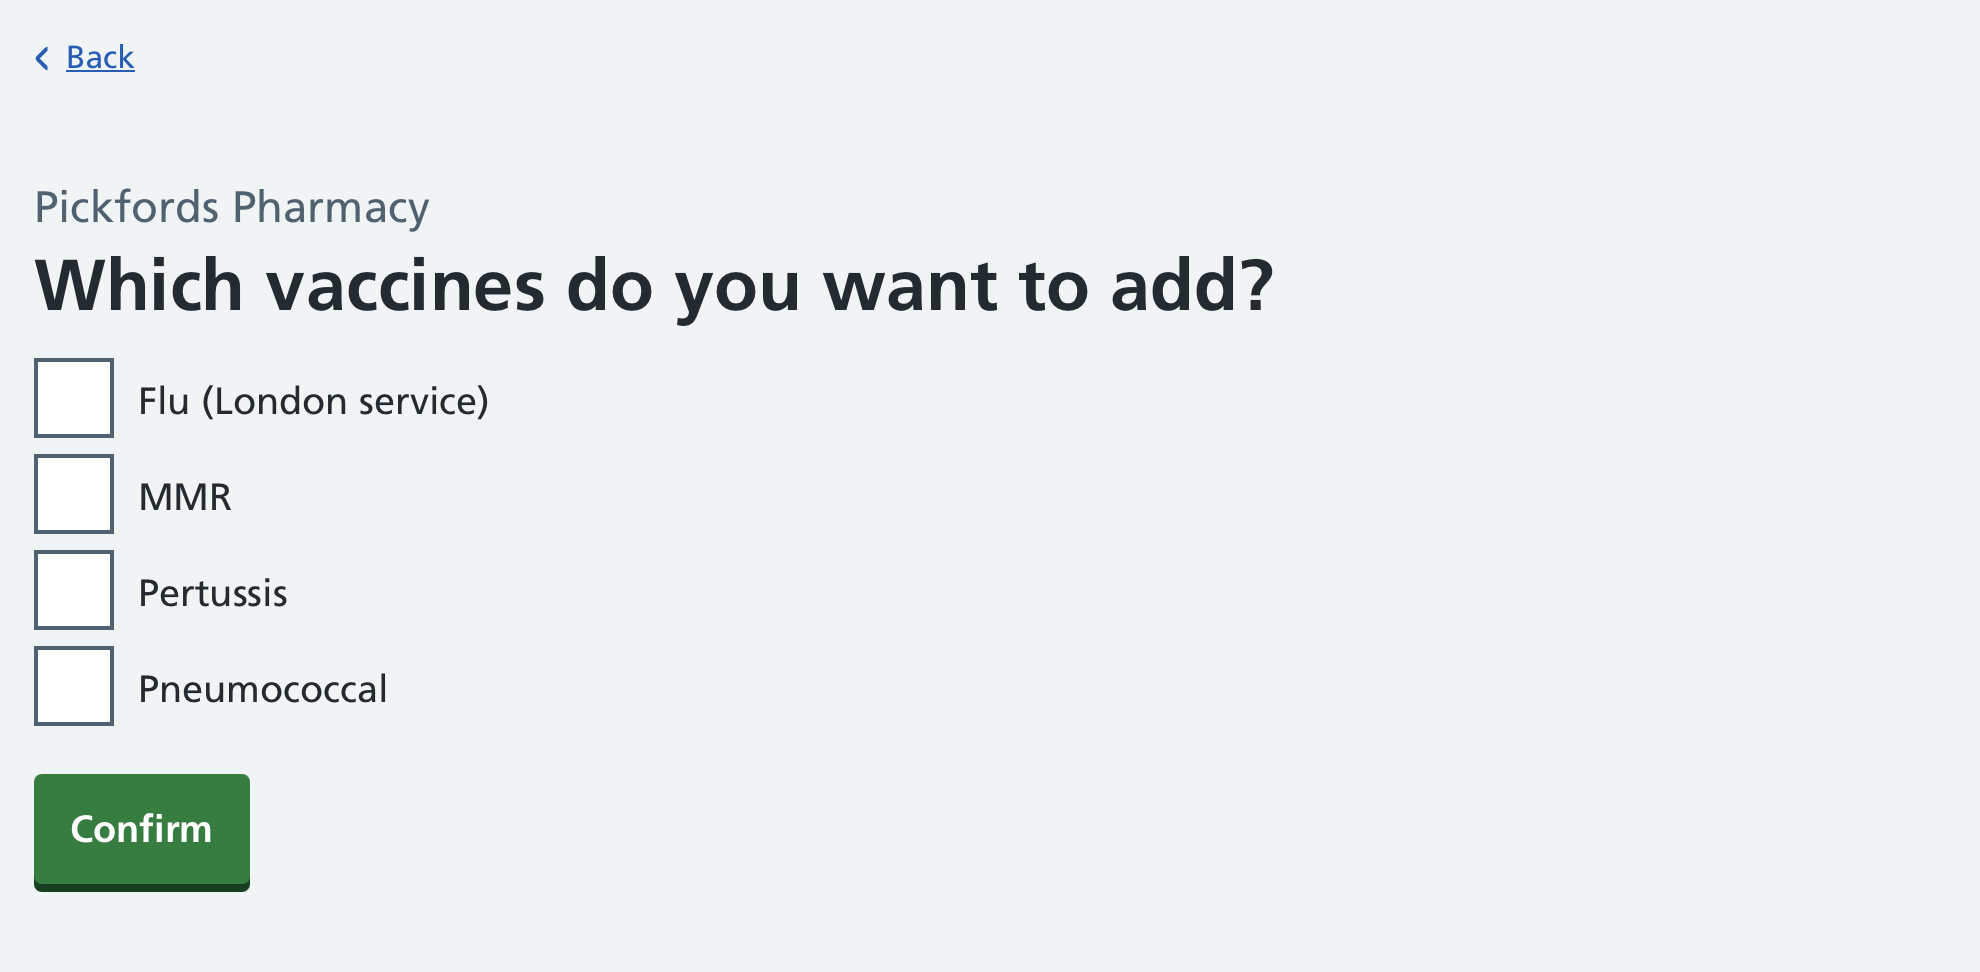 Back
Pickfords Pharmacy
Which vaccines do you want to add?
Flu (London service)
MMR
Pertussis
Pneumococcal
Confirm